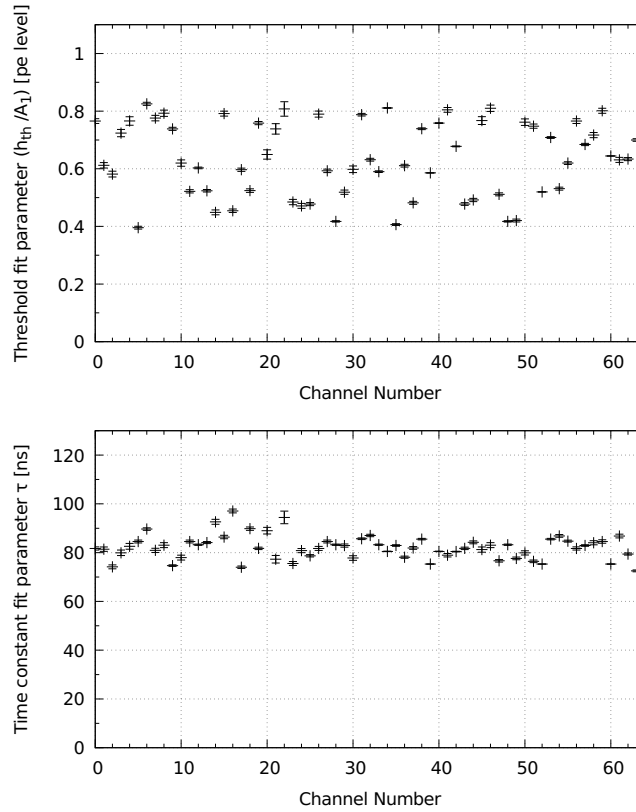 Threshold fit parameter (h_th /A_1) [pe level]
1
0.8
0.6
0.4
0.2
0
0 10 20 30 40 50 60
Channel Number
Time constant fit parameter τ [ns]
120
100
80
60
40
20
0
0 10 20 30 40 50 60
Channel Number